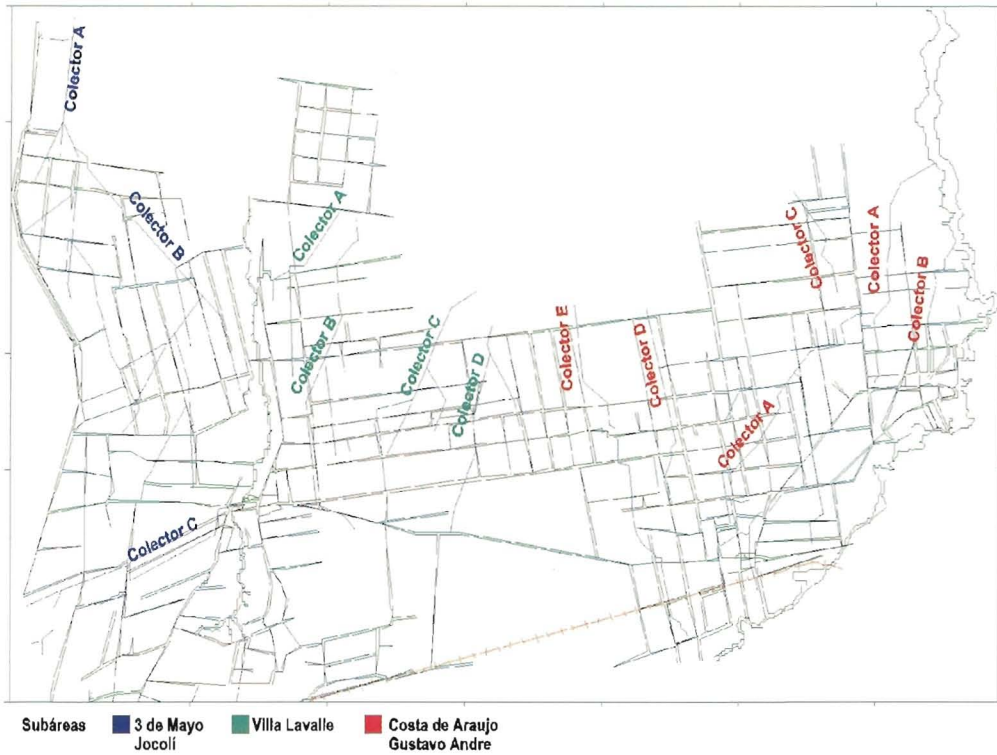 Colector A
Colector B
Colector C
Colector A
Colector B
Colector C
Colector D
Colector E
Colector D
Colector A
Colector C
Colector A
Colector B
Subáreas
3 de Mayo
Jocolí
Villa Lavalle
Costa de Araujo
Gustavo Andre